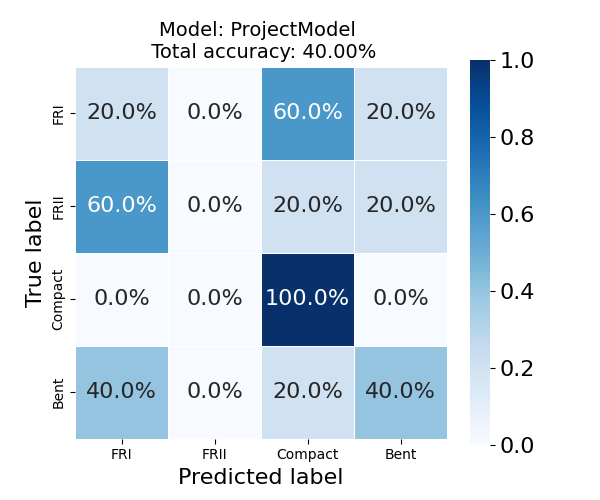 Model: ProjectModel
Total accuracy: 40.00%
FRI
20.0% 0.0% 60.0% 20.0%
FRII
60.0% 0.0% 20.0% 20.0%
Compact
0.0% 0.0% 100.0% 0.0%
Bent
40.0% 0.0% 20.0% 40.0%
True label
FRI FRII Compact Bent
Predicted label
1.0
0.8
0.6
0.4
0.2
0.0